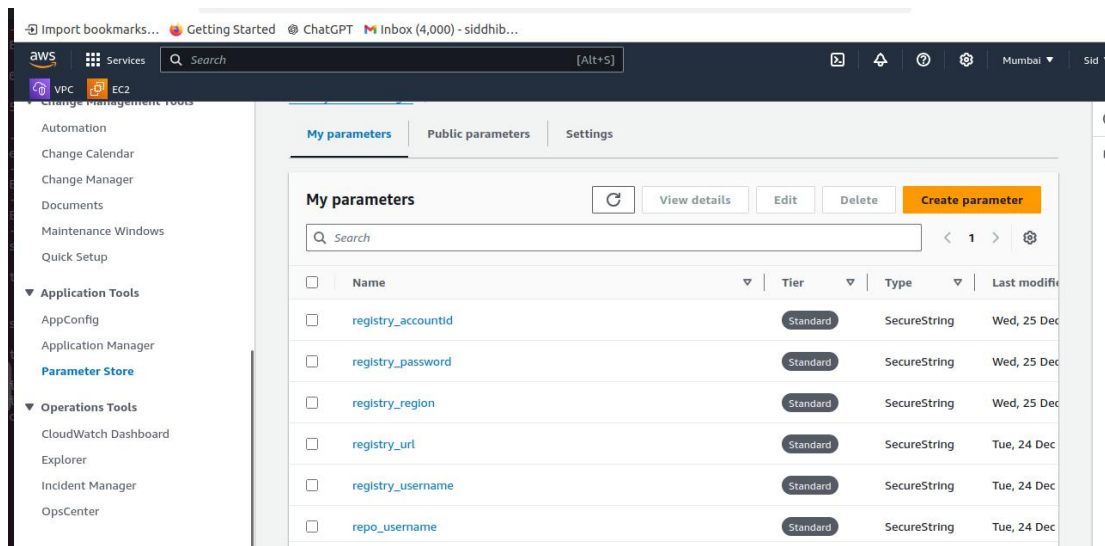 Import bookmarks... Getting Started ChatGPT Inbox (4,000) - siddhib...
aws Services Search [Alt+S] Mumbai Sid
VPC EC2
Change Management Tools
Automation
Change Calendar
Change Manager
Documents
Maintenance Windows
Quick Setup
Application Tools
AppConfig
Application Manager
Parameter Store
Operations Tools
CloudWatch Dashboard
Explorer
Incident Manager
OpsCenter
My parameters Public parameters Settings
My parameters View details Edit Delete Create parameter
Search 1
Name Tier Type Last modifie
registry_accountid Standard SecureString Wed, 25 Dec
registry_password Standard SecureString Wed, 25 Dec
registry_region Standard SecureString Wed, 25 Dec
registry_url Standard SecureString Tue, 24 Dec
registry_username Standard SecureString Tue, 24 Dec
repo_username Standard SecureString Tue, 24 Dec